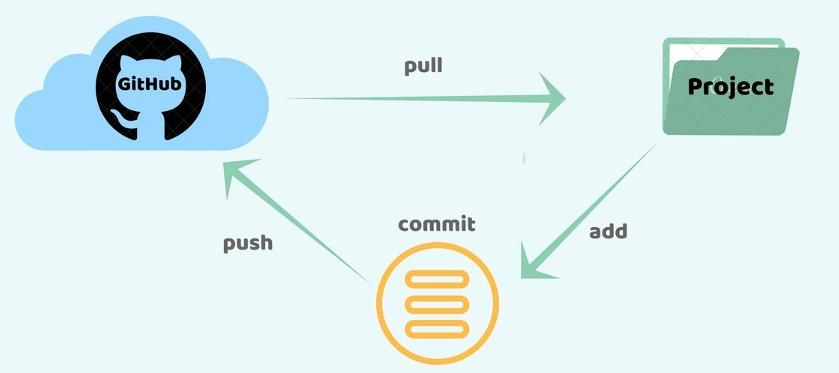 GitHub
pull
Project
commit
add
push